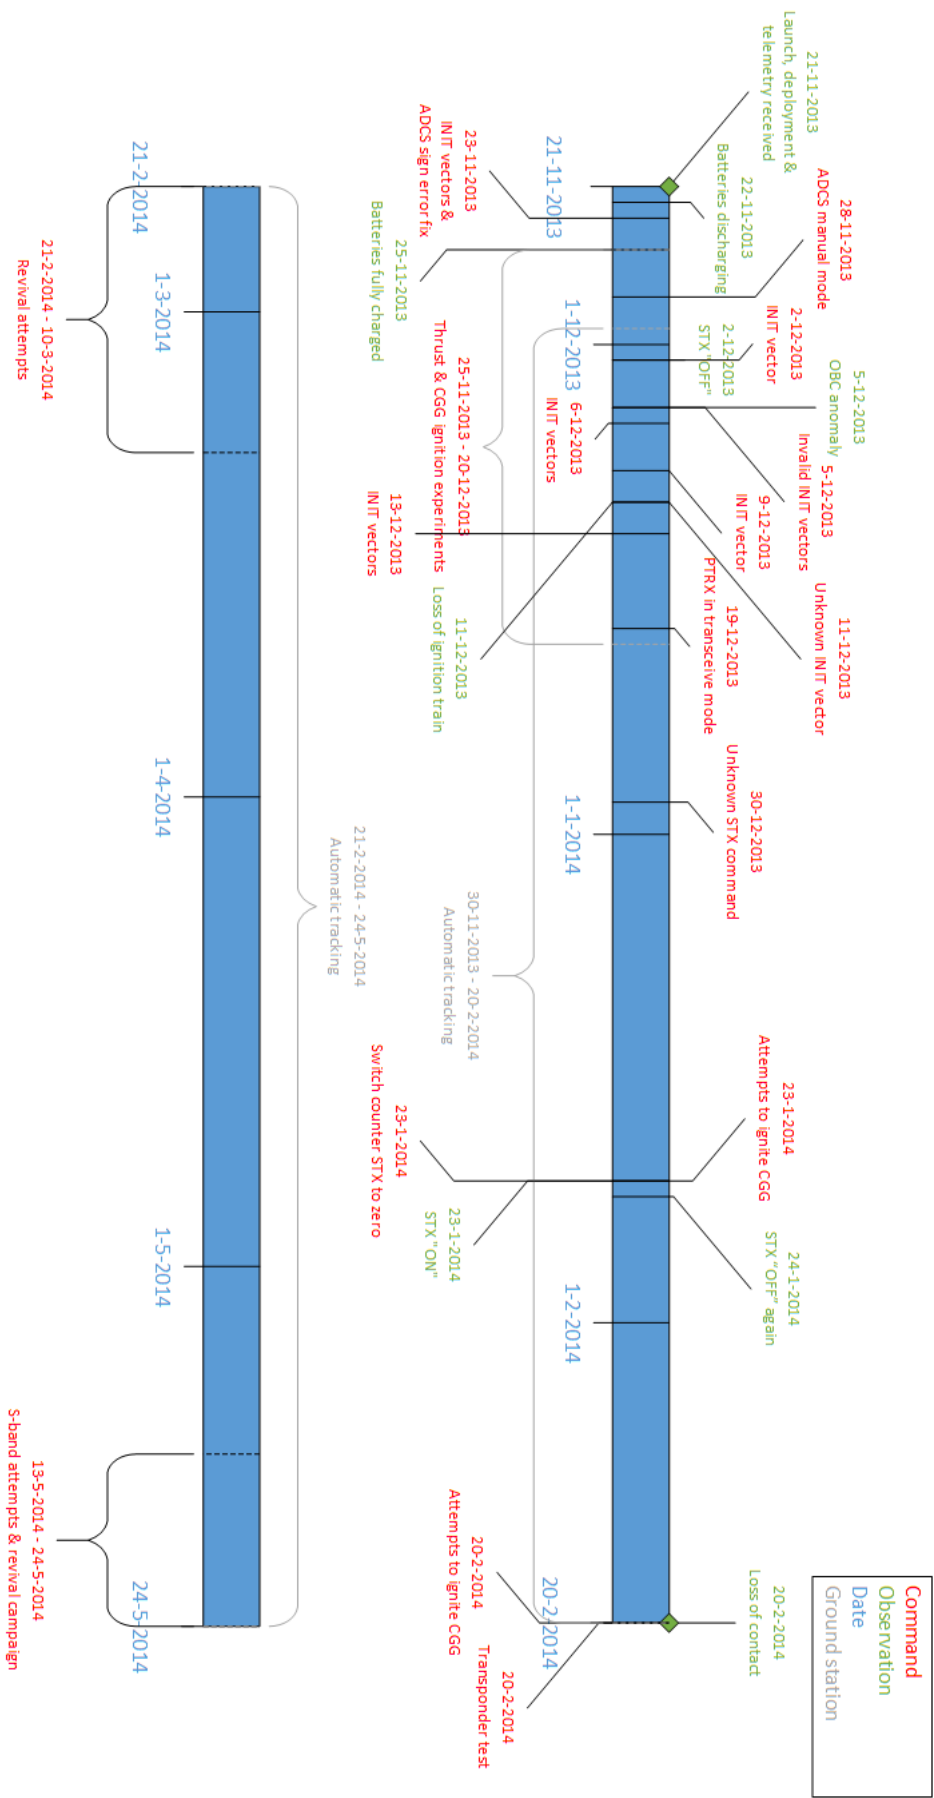 Command
Observation
Date
Ground station
21-11-2013
Launch, deployment &
telemetry received
22-11-2013
Batteries discharging
28-11-2013
ADCS manual mode
2-12-2013
INIT vector
2-12-2013
STX "OFF"
5-12-2013
OBC anomaly
5-12-2013
Invalid INIT vectors
9-12-2013
INIT vector
11-12-2013
Unknown INIT vector
19-12-2013
PTRX in transceive mode
30-12-2013
Unknown STX command
23-1-2014
Attempts to ignite CGG
24-1-2014
STX "OFF" again
20-2-2014
Loss of contact
21-11-2013
1-12-2013
1-1-2014
1-2-2014
20-2-2014
23-11-2013
INIT vectors &
ADCS sign error fix
25-11-2013
Batteries fully charged
6-12-2013
INIT vectors
25-11-2013 - 20-12-2013
Thrust & CGG ignition experiments
13-12-2013
INIT vectors
11-12-2013
Loss of ignition train
30-11-2013 - 20-2-2014
Automatic tracking
23-1-2014
Switch counter STX to zero
23-1-2014
STX "ON"
20-2-2014
Attempts to ignite CGG
20-2-2014
Transponder test
21-2-2014 - 24-5-2014
Automatic tracking
21-2-2014
1-3-2014
1-4-2014
1-5-2014
24-5-2014
21-2-2014 - 10-3-2014
Revival attempts
13-5-2014 - 24-5-2014
S-band attempts & revival campaign